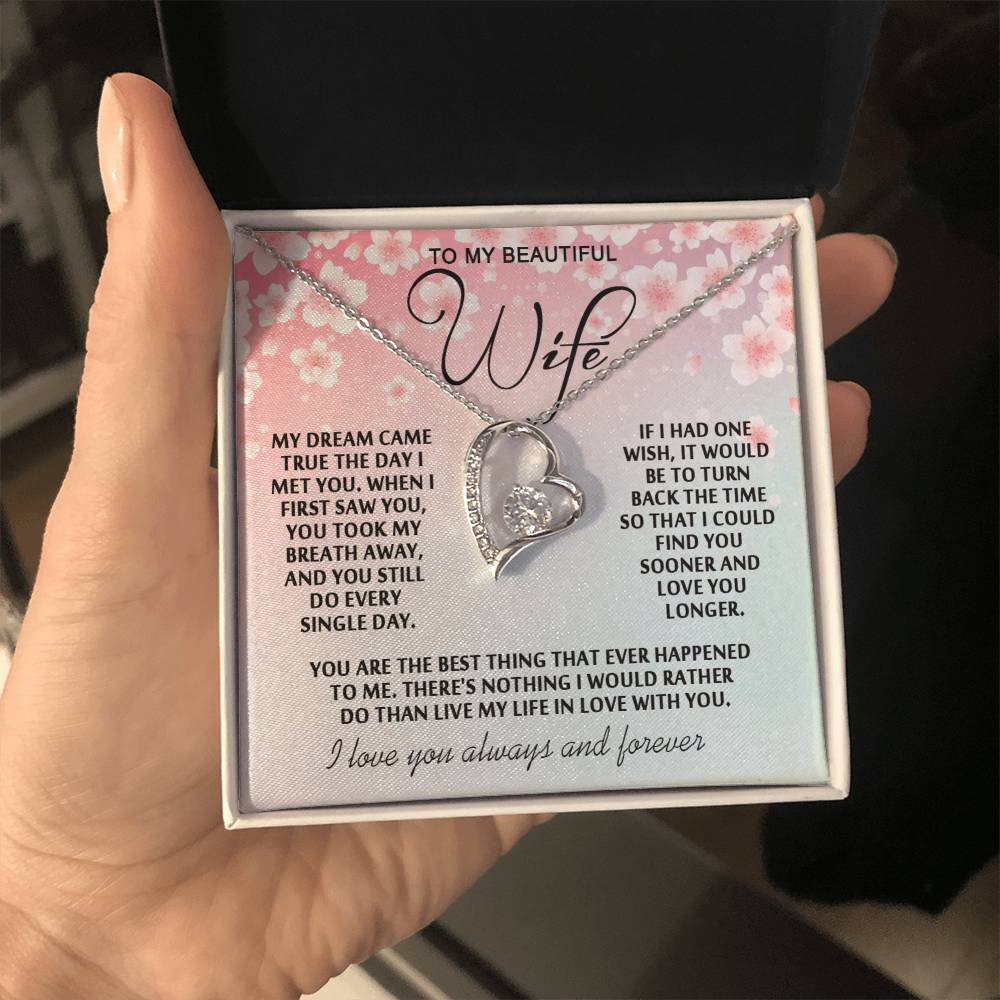 TO MY BEAUTIFUL
Wife
MY DREAM CAME
TRUE THE DAY I
MET YOU. WHEN I
FIRST SAW YOU,
YOU TOOK MY
BREATH AWAY,
AND YOU STILL
DO EVERY
SINGLE DAY.
IF I HAD ONE
WISH, IT WOULD
BE TO TURN
BACK THE TIME
SO THAT I COULD
FIND YOU
SOONER AND
LOVE YOU
LONGER.
YOU ARE THE BEST THING THAT EVER HAPPENED
TO ME. THERE'S NOTHING I WOULD RATHER
DO THAN LIVE MY LIFE IN LOVE WITH YOU.
I love you always and forever